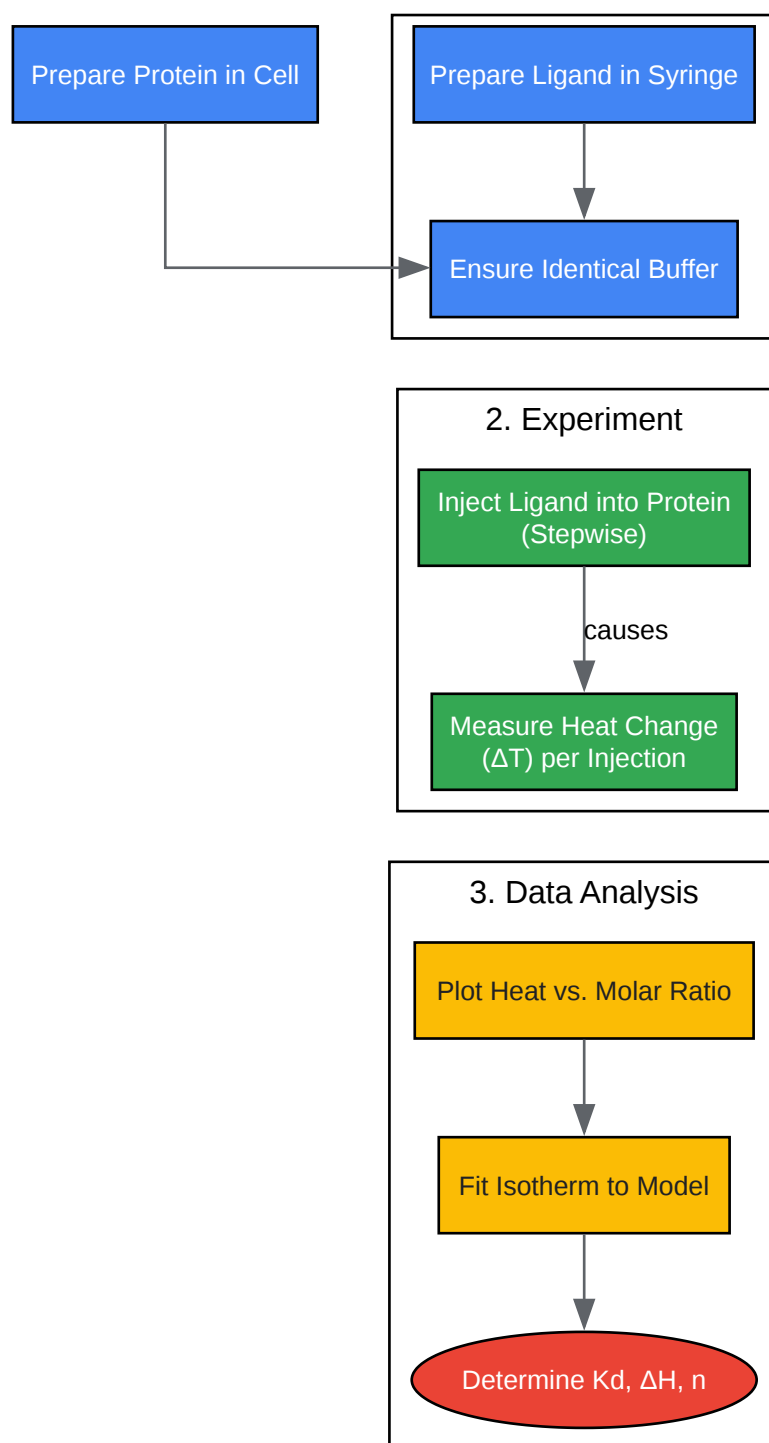 Prepare Protein in Cell
Prepare Ligand in Syringe
Ensure Identical Buffer
2. Experiment
Inject Ligand into Protein
(Stepwise)
causes
Measure Heat Change
(ΔT) per Injection
3. Data Analysis
Plot Heat vs. Molar Ratio
Fit Isotherm to Model
Determine Kd, ΔH, n